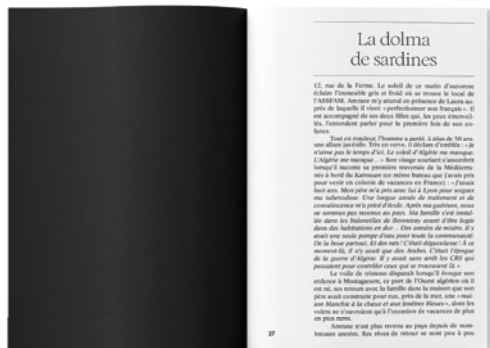 La dolma
de sardines
12, rue de la Ferme. Le soleil de ce matin d'automne
éclaire l'immeuble gris et froid où se trouve le local de
l'ASSFAM. Amrane m'y attend en présence de Laura au-
près de laquelle il vient « perfectionner son français ». Il
est accompagné de ses deux filles qui, les yeux émerveil-
lés, l'entendent parler pour la première fois de son en-
fance.
Tout en rondeur, l'homme a gardé, à plus de 50 ans,
une allure juvénile. Très en verve, il déclare d'emblée : « Je
n'aime pas le temps d'ici. Le soleil d'Algérie me manque.
L'Algérie me manque… » Son visage souriant s'assombrit
lorsqu'il raconte sa première traversée de la Méditerra-
née à bord du Kairouan (ce même bateau que j'avais pris
pour venir en colonie de vacances en France) : « J'avais
huit ans. Mon père m'a pris avec lui à Lyon pour soigner
ma tuberculose. Une longue année de traitement et de
convalescence m'a privé d'école. Après ma guérison, nous
ne sommes pas revenus au pays. Ma famille s'est instal-
lée dans les bidonvilles de Bonnenay avant d'être logée
dans des habitations en dur… Des années de misère. Il y
avait une seule pompe d'eau pour toute la communauté.
De la boue partout. Et des rats ! C'était dégueulasse ! À ce
moment-là, il n'y avait que des Arabes. C'était l'époque
de la guerre d'Algérie. Il y avait sans arrêt les CRS qui
passaient pour contrôler ceux qui se trouvaient là. »
Le voile de tristesse disparaît lorsqu'il évoque son
enfance à Mostaganem, ce port de l'Ouest algérien où il
est né, ses retours avec la famille dans la maison que son
père avait construite pour eux, près de la mer, une « mai-
son blanchie à la chaux et aux fenêtres bleues », dont les
volets ne s'ouvraient qu'à l'occasion de vacances de plus
en plus rares.
Amrane n'est plus revenu au pays depuis de nom-
breuses années. Ses rêves de retour se sont peu à peu
27